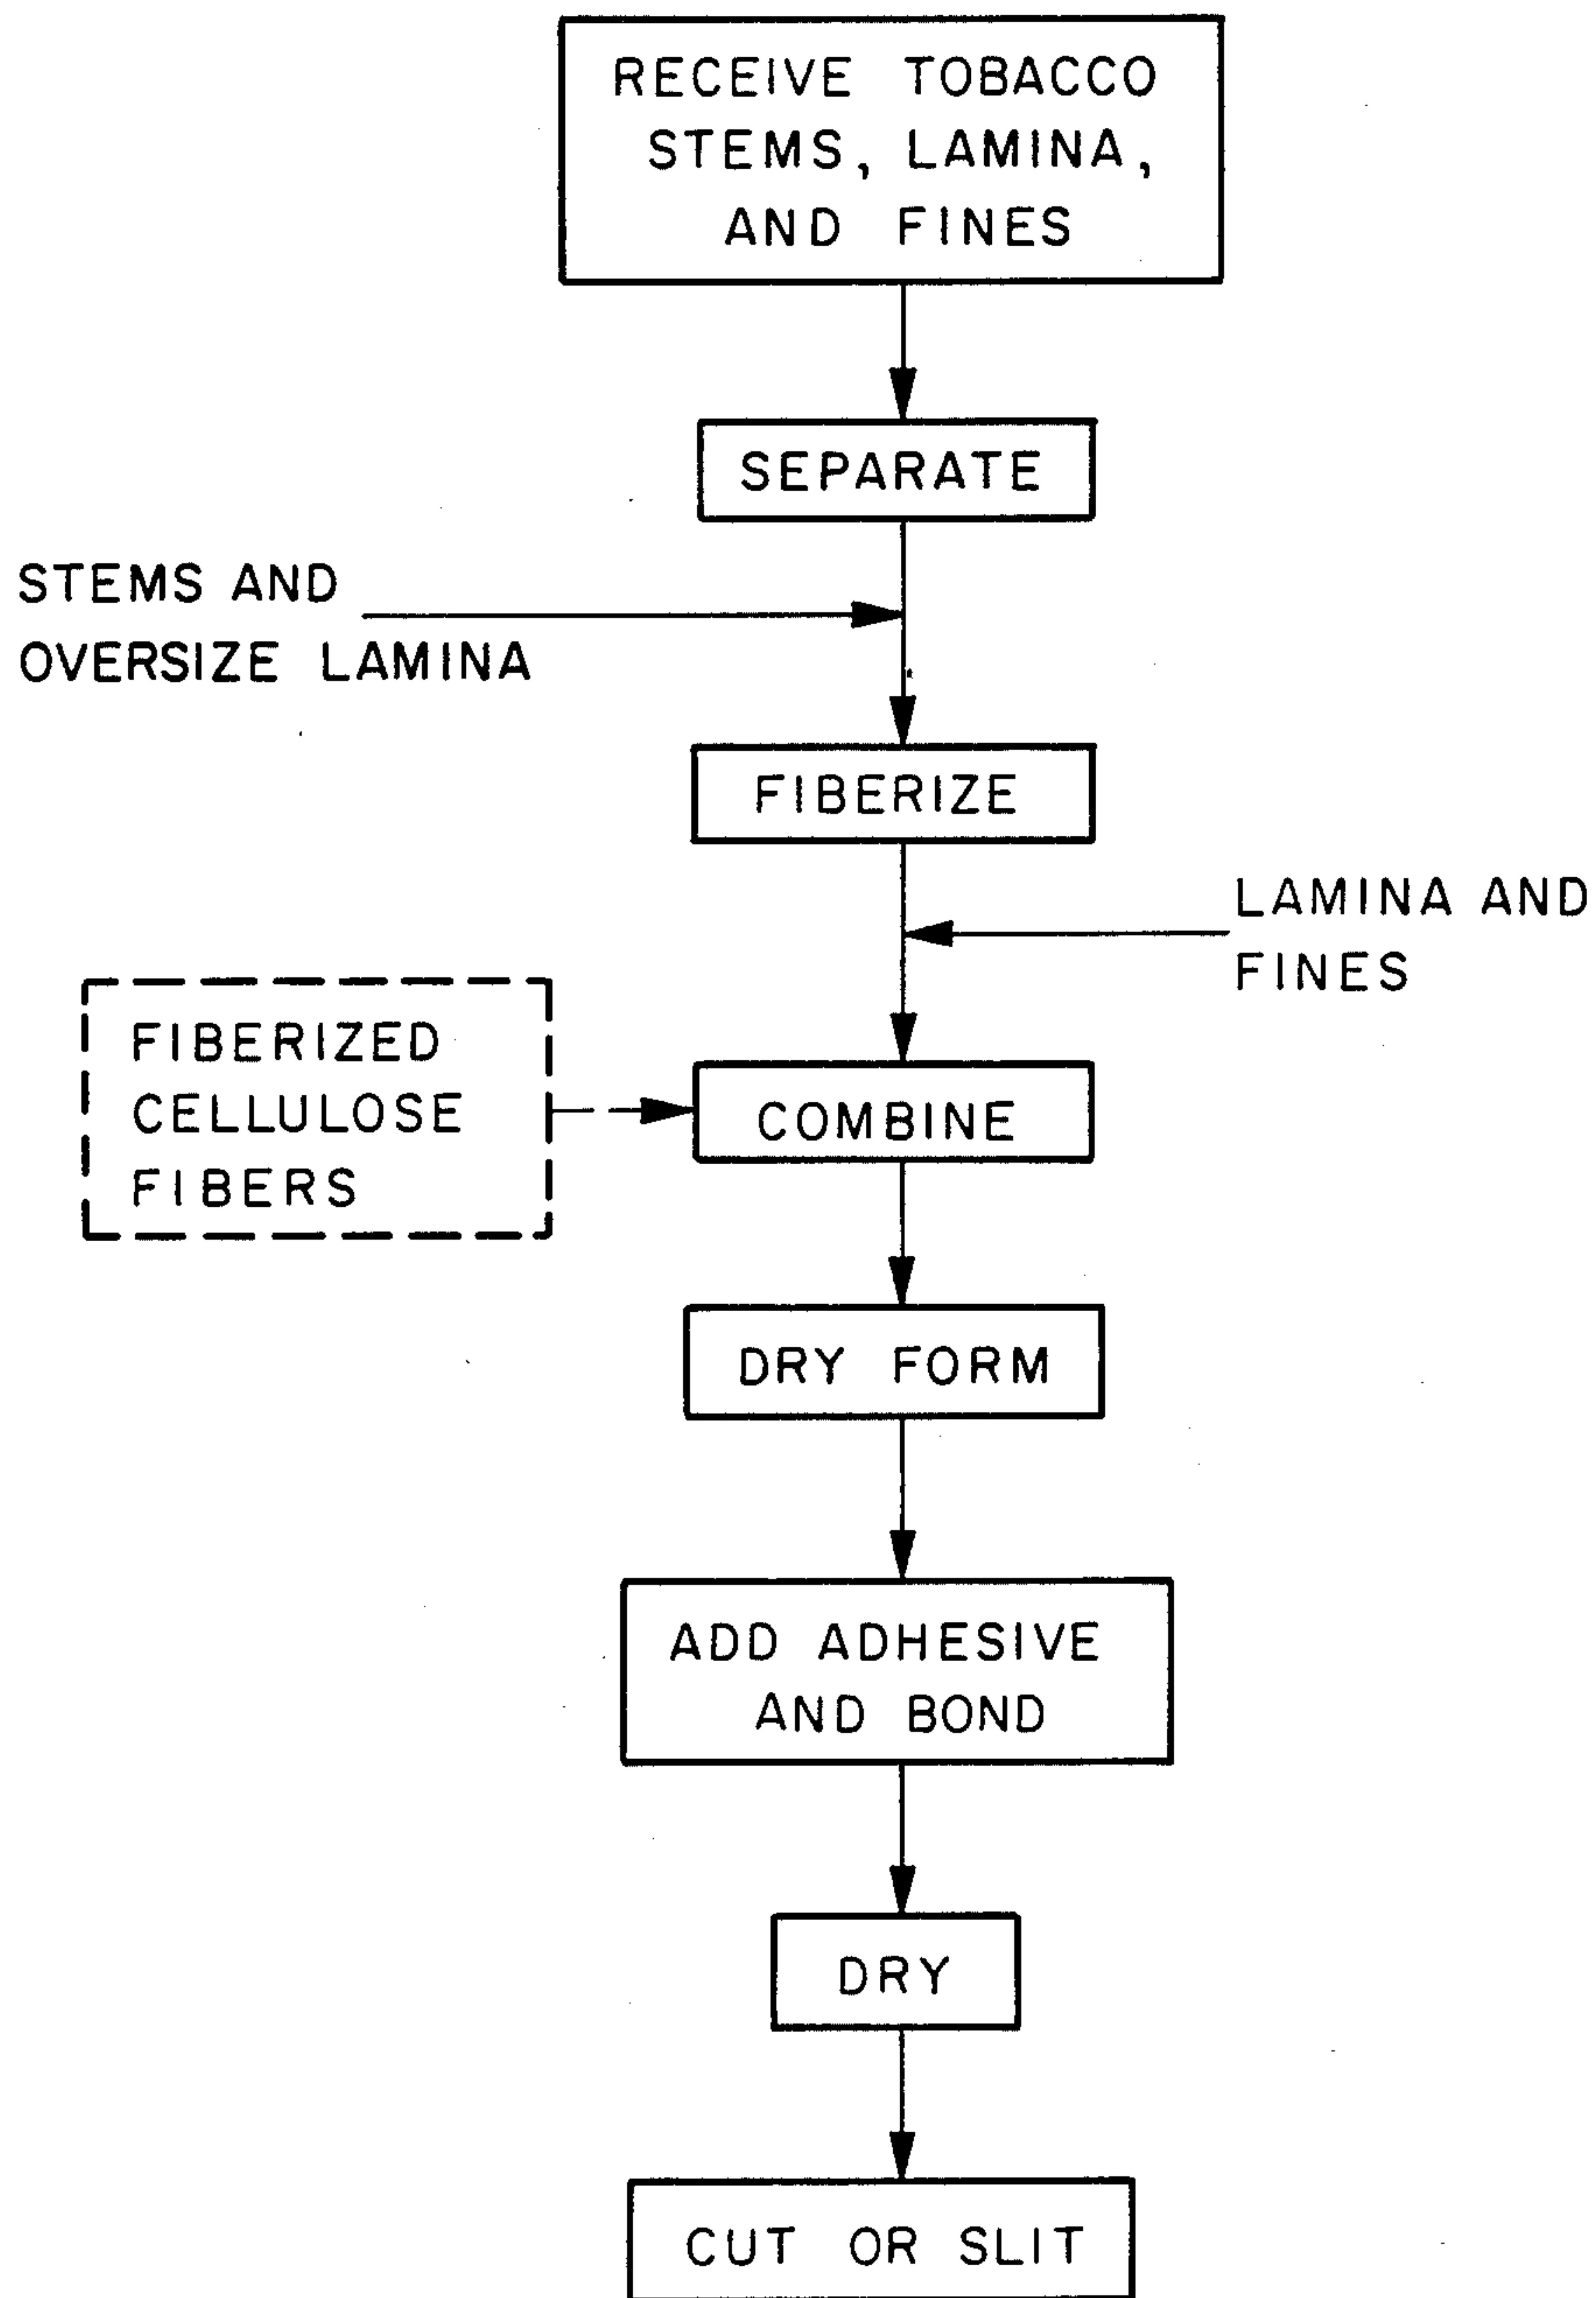 RECEIVE TOBACCO
STEMS, LAMINA,
AND FINES
SEPARATE
STEMS AND
OVERSIZE LAMINA
FIBERIZE
LAMINA AND
FINES
FIBERIZED
CELLULOSE
FIBERS
COMBINE
DRY FORM
ADD ADHESIVE
AND BOND
DRY
CUT OR SLIT